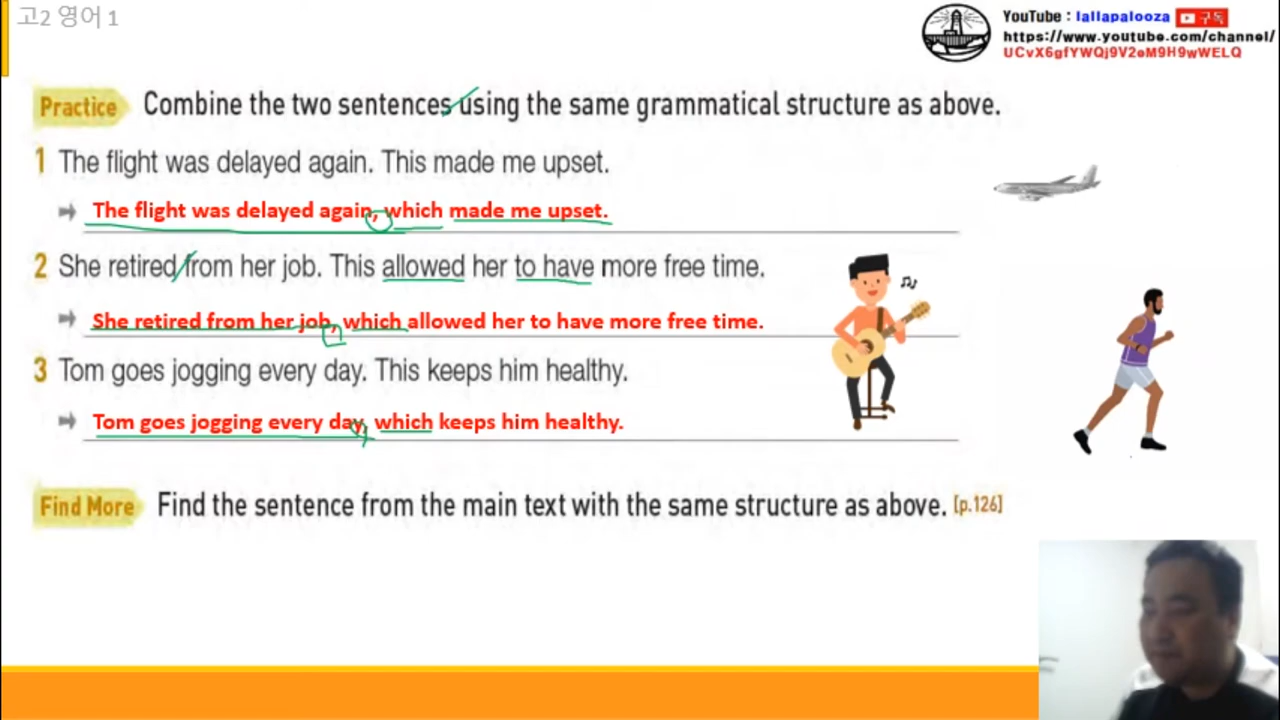 고2 영어 1
YouTube : lallapalooza 구독
https://www.youtube.com/channel/
UCvX6gfYWQj9V2eM9H9wWELQ
Practice Combine the two sentences using the same grammatical structure as above.
1 The flight was delayed again. This made me upset.
The flight was delayed again, which made me upset.
2 She retired from her job. This allowed her to have more free time.
She retired from her job, which allowed her to have more free time.
3 Tom goes jogging every day. This keeps him healthy.
Tom goes jogging every day, which keeps him healthy.
Find More Find the sentence from the main text with the same structure as above. [p.126]